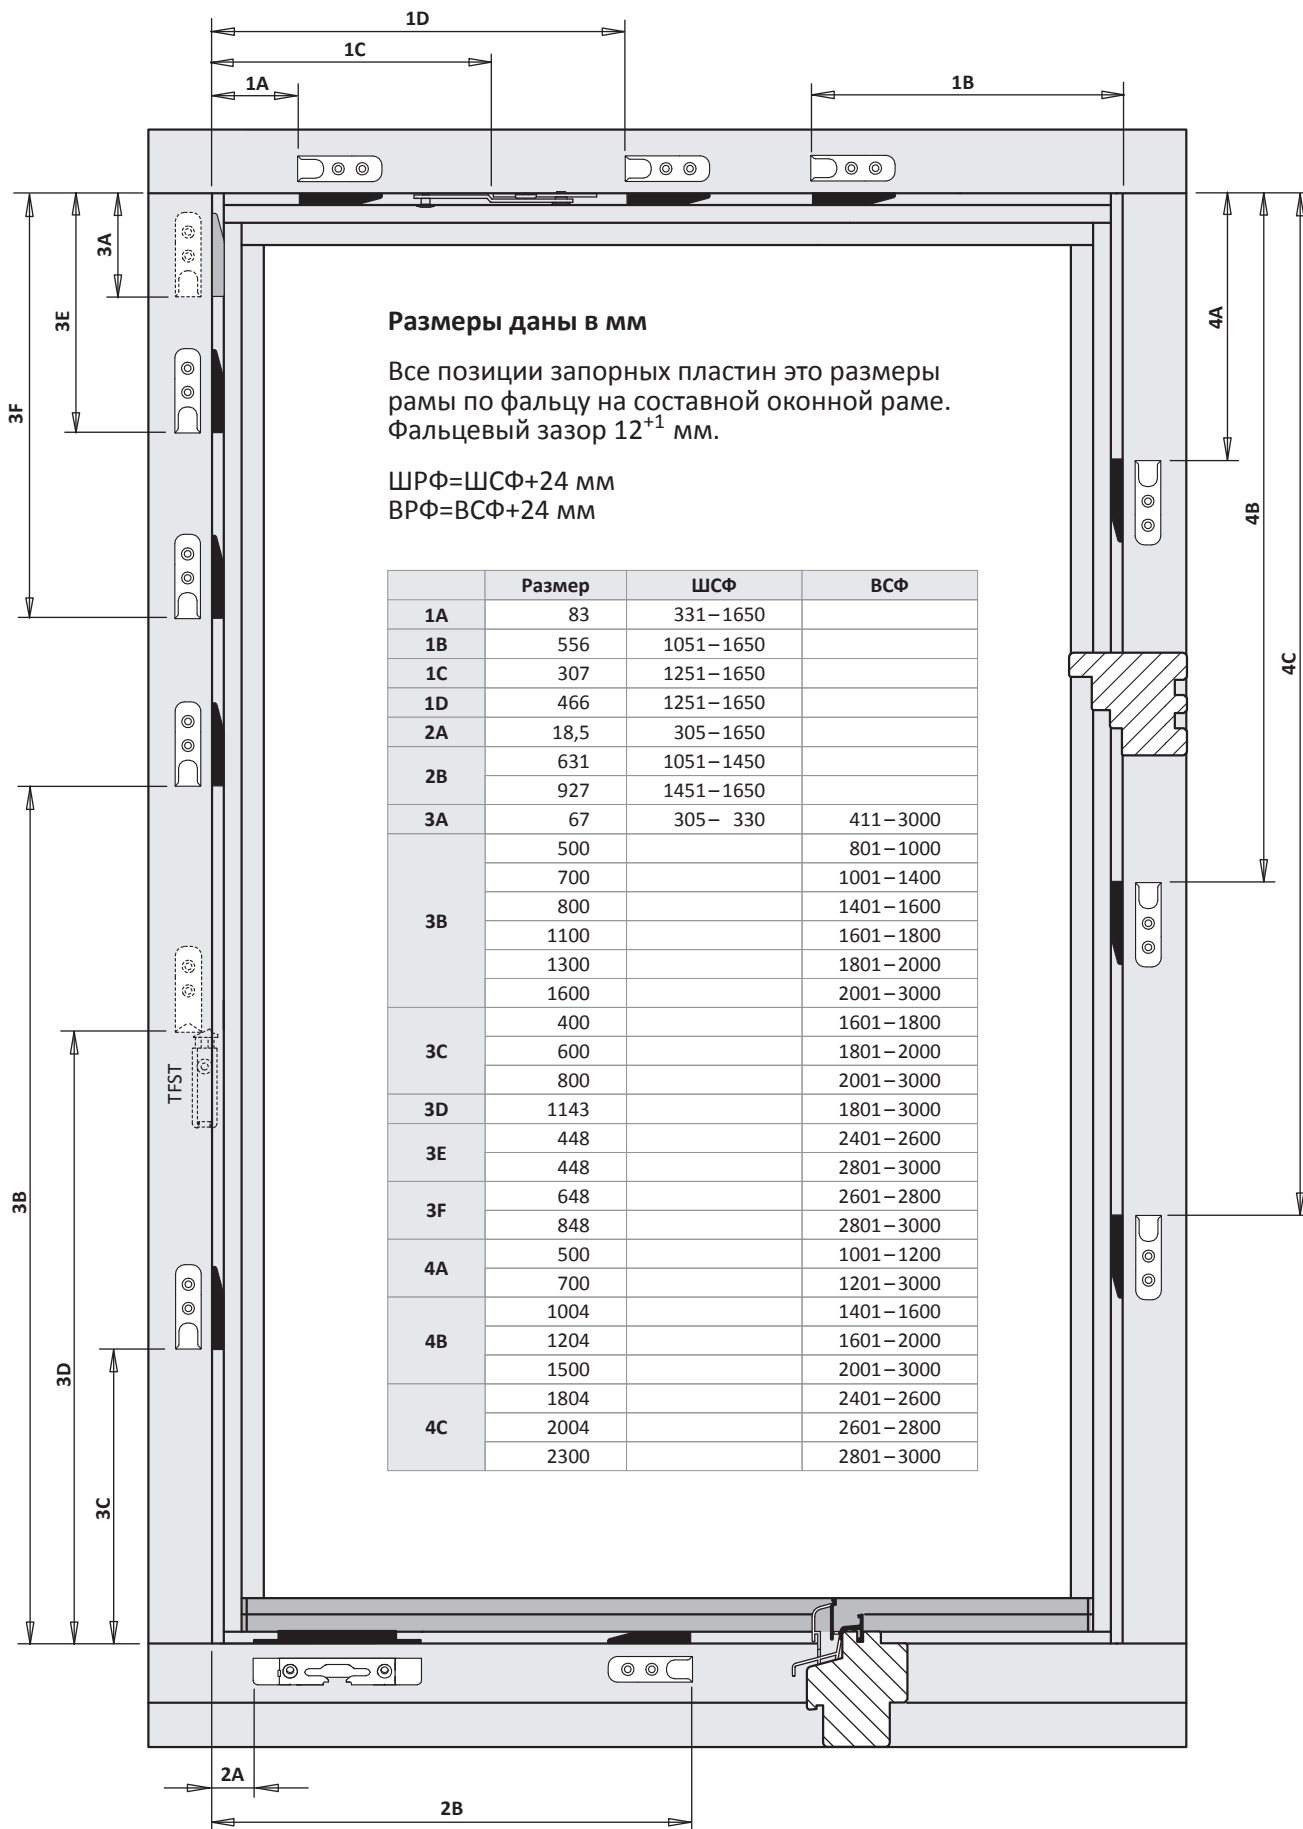 1D
1C
1A
1B
3A
3E
3F
4A
4B
4C
Размеры даны в мм
Все позиции запорных пластин это размеры
рамы по фальцу на составной оконной раме.
Фальцевый зазор 12⁺¹ мм.
ШРФ=ШСФ+24 мм
ВРФ=ВСФ+24 мм
Размер ШСФ ВСФ
1A 83 331–1650
1B 556 1051–1650
1C 307 1251–1650
1D 466 1251–1650
2A 18,5 305–1650
2B 631 1051–1450
927 1451–1650
3A 67 305– 330 411–3000
3B 500 801–1000
700 1001–1400
800 1401–1600
1100 1601–1800
1300 1801–2000
1600 2001–3000
3C 400 1601–1800
600 1801–2000
800 2001–3000
3D 1143 1801–3000
3E 448 2401–2600
448 2801–3000
3F 648 2601–2800
848 2801–3000
4A 500 1001–1200
700 1201–3000
4B 1004 1401–1600
1204 1601–2000
1500 2001–3000
4C 1804 2401–2600
2004 2601–2800
2300 2801–3000
TFST
3B
3D
3C
2A
2B